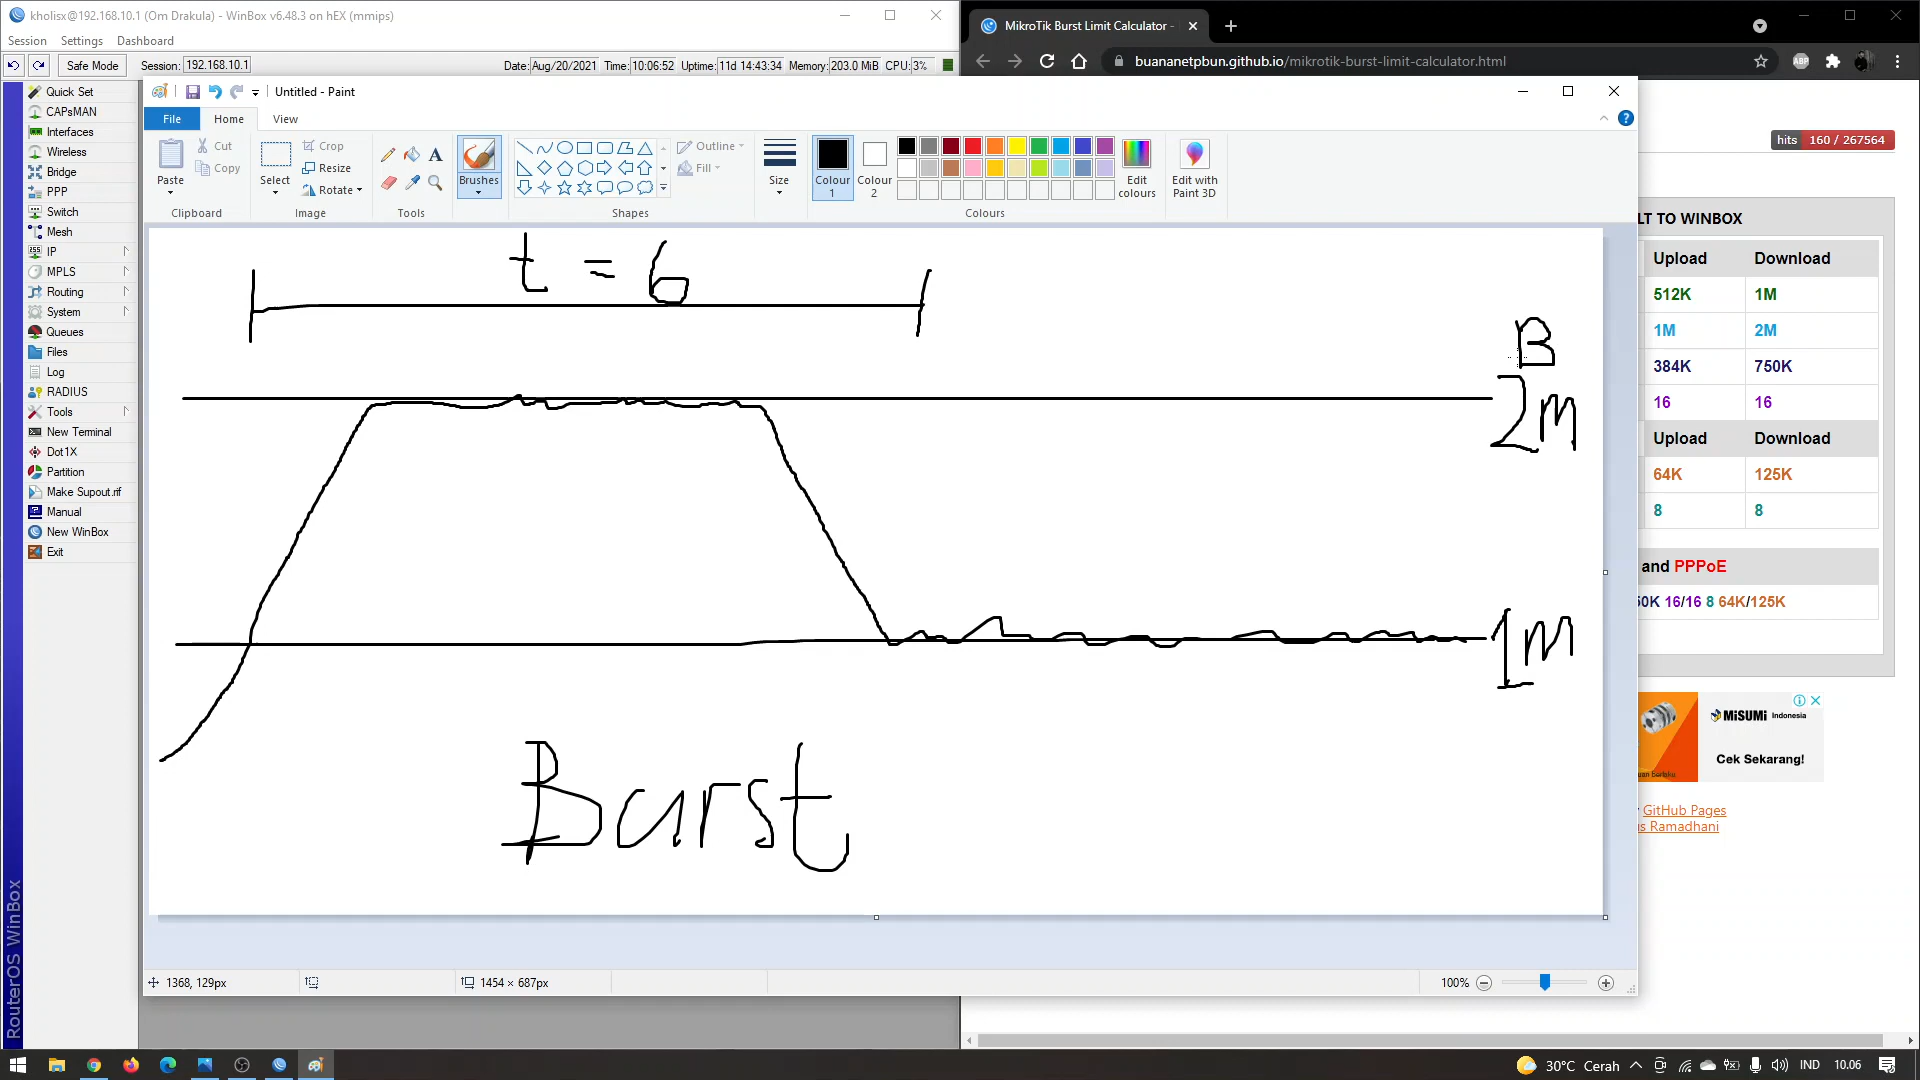 kholisx@192.168.10.1 (Om Drakula) - WinBox v6.48.3 on hEX (mmips)
Session Settings Dashboard
Safe Mode Session: 192.168.10.1 Date: Aug/20/2021 Time: 10:06:52 Uptime: 11d 14:43:34 Memory: 203.0 MiB CPU: 3%
Quick Set
CAPsMAN
Interfaces
Wireless
Bridge
PPP
Switch
Mesh
IP
MPLS
Routing
System
Queues
Files
Log
RADIUS
Tools
New Terminal
Dot1X
Partition
Make Supout.rif
Manual
New WinBox
Exit
RouterOS WinBox
Untitled - Paint
File Home View
Paste Cut Copy Clipboard
Select Crop Resize Rotate Image
Tools
Brushes
Outline Fill Shapes
Size
Colour 1 Colour 2 Edit colours Colours
Edit with Paint 3D
t = 6
B
2M
1M
Burst
1368, 129px 1454 × 687px 100%
MikroTik Burst Limit Calculator -
buananetpbun.github.io/mikrotik-burst-limit-calculator.html
ABP
hits 160 / 267564
LT TO WINBOX
Upload Download
512K 1M
1M 2M
384K 750K
16 16
Upload Download
64K 125K
8 8
and PPPoE
50K 16/16 8 64K/125K
MiSUMi Indonesia
Cek Sekarang!
GitHub Pages
us Ramadhani
30°C Cerah IND 10.06